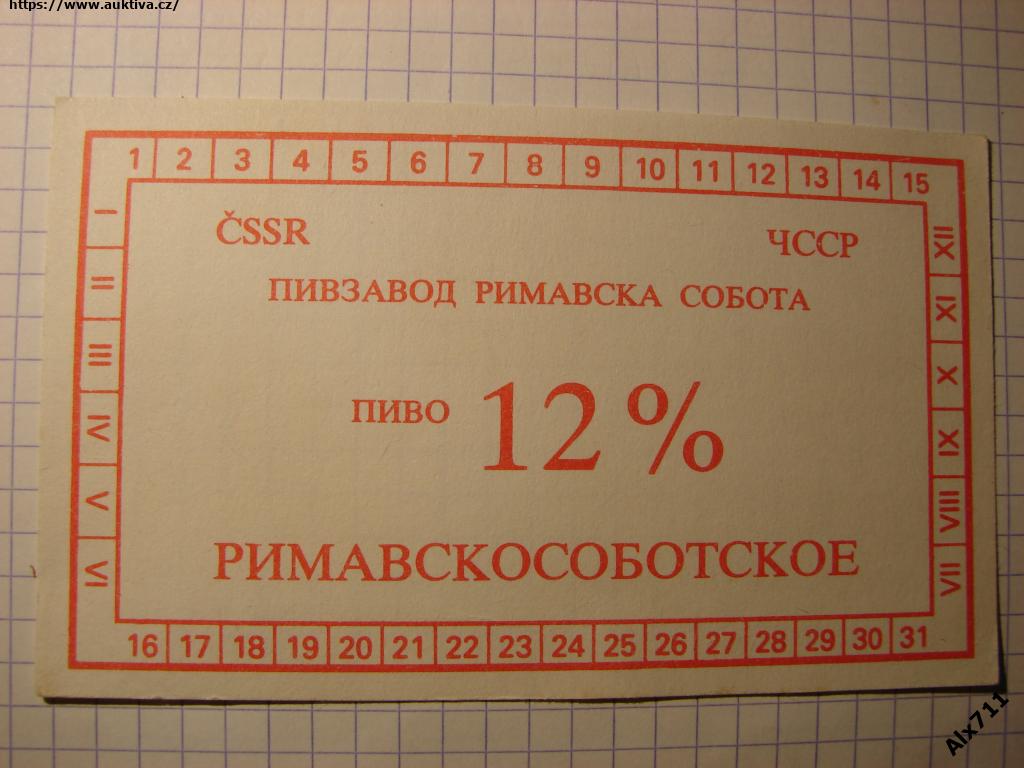 https://www.auktiva.cz/
1 2 3 4 5 6 7 8 9 10 11 12 13 14 15
I
II
III
IV
V
VI
ČSSR ЧССР
ПИВЗАВОД РИМАВСКА СОБОТА
ПИВО 12 %
РИМАВСКОСОБОТСКОЕ
XII
XI
X
IX
VIII
VII
16 17 18 19 20 21 22 23 24 25 26 27 28 29 30 31
Alx711